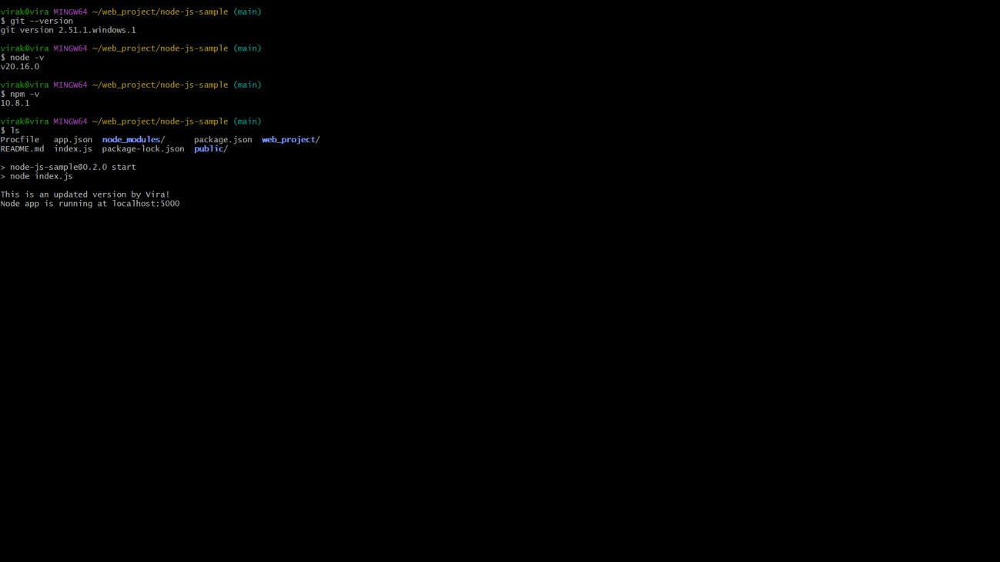 virak@vira MINGW64 ~/web_project/node-js-sample (main)
$ git --version
git version 2.51.1.windows.1
virak@vira MINGW64 ~/web_project/node-js-sample (main)
$ node -v
v20.16.0
virak@vira MINGW64 ~/web_project/node-js-sample (main)
$ npm -v
10.8.1
virak@vira MINGW64 ~/web_project/node-js-sample (main)
$ ls
Procfile   app.json  node_modules/      package.json  web_project/
README.md  index.js  package-lock.json  public/
> node-js-sample@0.2.0 start
> node index.js
This is an updated version by Vira!
Node app is running at localhost:5000